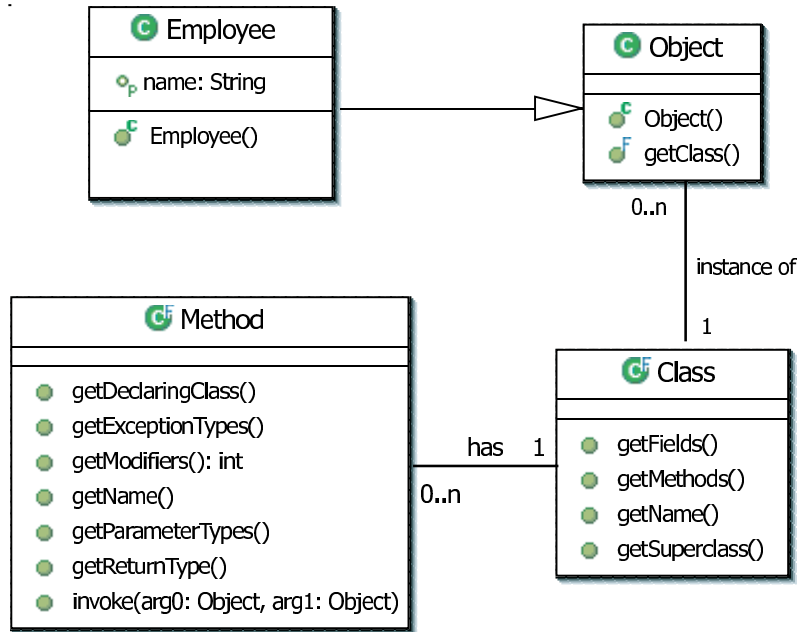 C Employee
P name: String
C Employee()
C Object
C Object()
F getClass()
0..n
instance of
1
C F Method
getDeclaringClass()
getExceptionTypes()
getModifiers(): int
getName()
getParameterTypes()
getReturnType()
invoke(arg0: Object, arg1: Object)
has 1
0..n
C F Class
getFields()
getMethods()
getName()
getSuperclass()